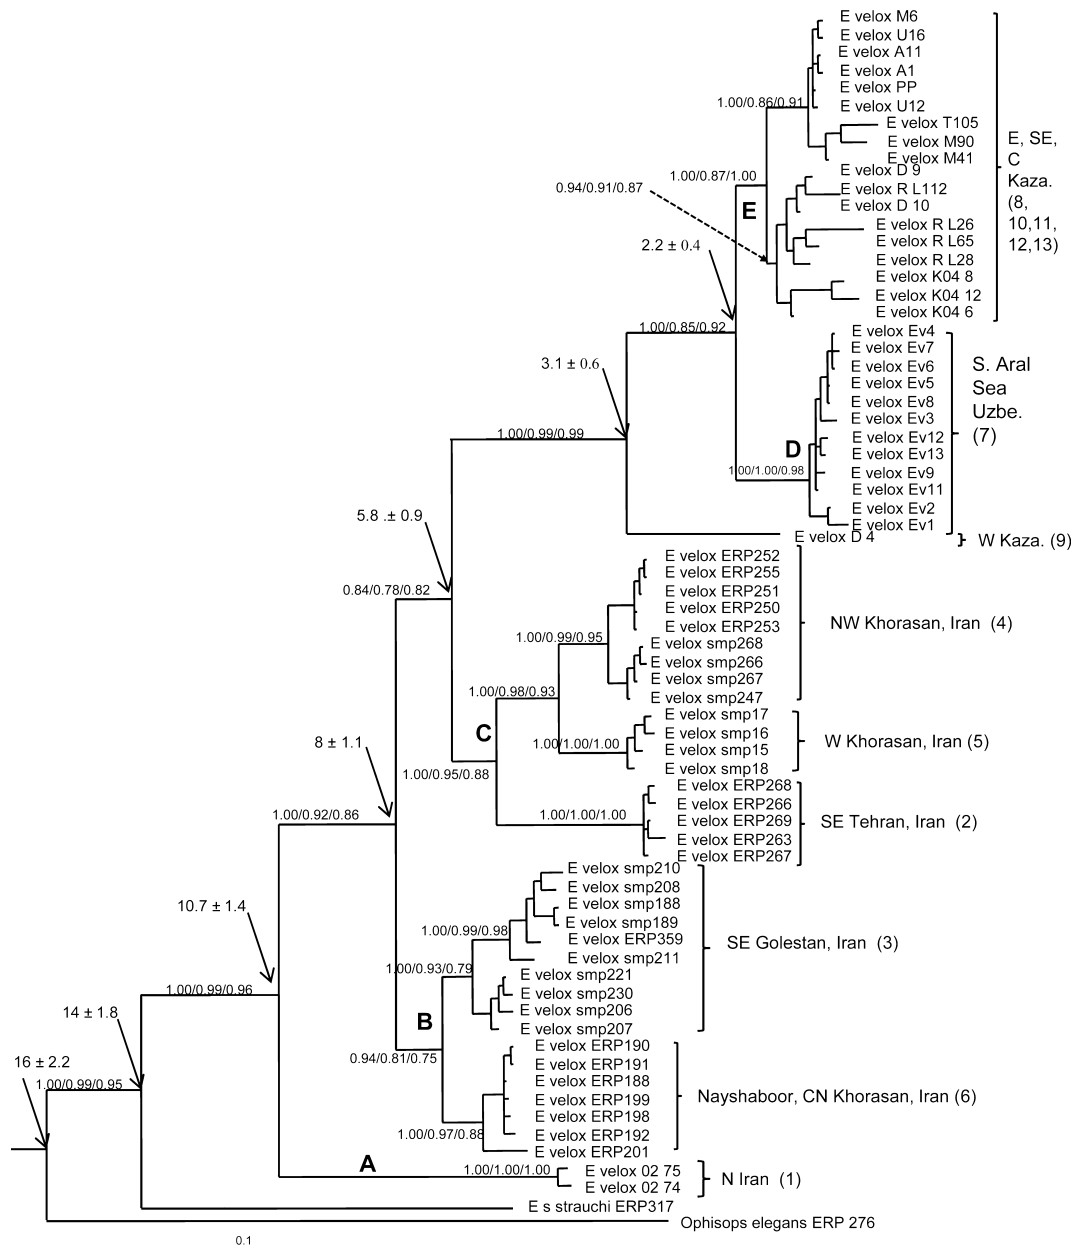 E velox M6
E velox U16
E velox A11
E velox A1
E velox PP
E velox U12
1.00/0.86/0.91
E velox T105
E velox M90
E velox M41
E velox D 9
E velox R L112
E velox D 10
E velox R L26
E velox R L65
E velox R L28
E velox K04 8
E velox K04 12
E velox K04 6
E, SE,
C
Kaza.
(8,
10,11,
12,13)
1.00/0.87/1.00
0.94/0.91/0.87
E
2.2 ± 0.4
1.00/0.85/0.92
E velox Ev4
E velox Ev7
E velox Ev6
E velox Ev5
E velox Ev8
E velox Ev3
E velox Ev12
E velox Ev13
E velox Ev9
E velox Ev11
E velox Ev2
E velox Ev1
S. Aral
Sea
Uzbe.
(7)
3.1 ± 0.6
D
1.00/1.00/0.98
1.00/0.99/0.99
E velox D 4
W Kaza. (9)
5.8 .± 0.9
0.84/0.78/0.82
E velox ERP252
E velox ERP255
E velox ERP251
E velox ERP250
E velox ERP253
E velox smp268
E velox smp266
E velox smp267
E velox smp247
NW Khorasan, Iran (4)
1.00/0.99/0.95
1.00/0.98/0.93
E velox smp17
E velox smp16
E velox smp15
E velox smp18
W Khorasan, Iran (5)
1.00/1.00/1.00
C
8 ± 1.1
1.00/0.95/0.88
E velox ERP268
E velox ERP266
E velox ERP269
E velox ERP263
E velox ERP267
SE Tehran, Iran (2)
1.00/1.00/1.00
1.00/0.92/0.86
E velox smp210
E velox smp208
E velox smp188
E velox smp189
E velox ERP359
E velox smp211
E velox smp221
E velox smp230
E velox smp206
E velox smp207
SE Golestan, Iran (3)
10.7 ± 1.4
1.00/0.99/0.98
1.00/0.93/0.79
1.00/0.99/0.96
B
0.94/0.81/0.75
E velox ERP190
E velox ERP191
E velox ERP188
E velox ERP199
E velox ERP198
E velox ERP192
E velox ERP201
Nayshaboor, CN Khorasan, Iran (6)
14 ± 1.8
16 ± 2.2
1.00/0.99/0.95
1.00/0.97/0.88
A
1.00/1.00/1.00
E velox 02 75
E velox 02 74
N Iran (1)
E s strauchi ERP317
Ophisops elegans ERP 276
0.1